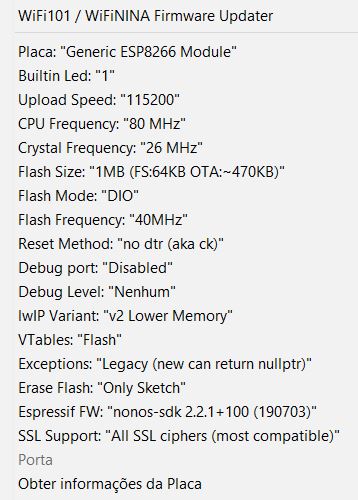 WiFi101 / WiFiNINA Firmware Updater
Placa: "Generic ESP8266 Module"
Builtin Led: "1"
Upload Speed: "115200"
CPU Frequency: "80 MHz"
Crystal Frequency: "26 MHz"
Flash Size: "1MB (FS:64KB OTA:~470KB)"
Flash Mode: "DIO"
Flash Frequency: "40MHz"
Reset Method: "no dtr (aka ck)"
Debug port: "Disabled"
Debug Level: "Nenhum"
lwIP Variant: "v2 Lower Memory"
VTables: "Flash"
Exceptions: "Legacy (new can return nullptr)"
Erase Flash: "Only Sketch"
Espressif FW: "nonos-sdk 2.2.1+100 (190703)"
SSL Support: "All SSL ciphers (most compatible)"
Porta
Obter informações da Placa